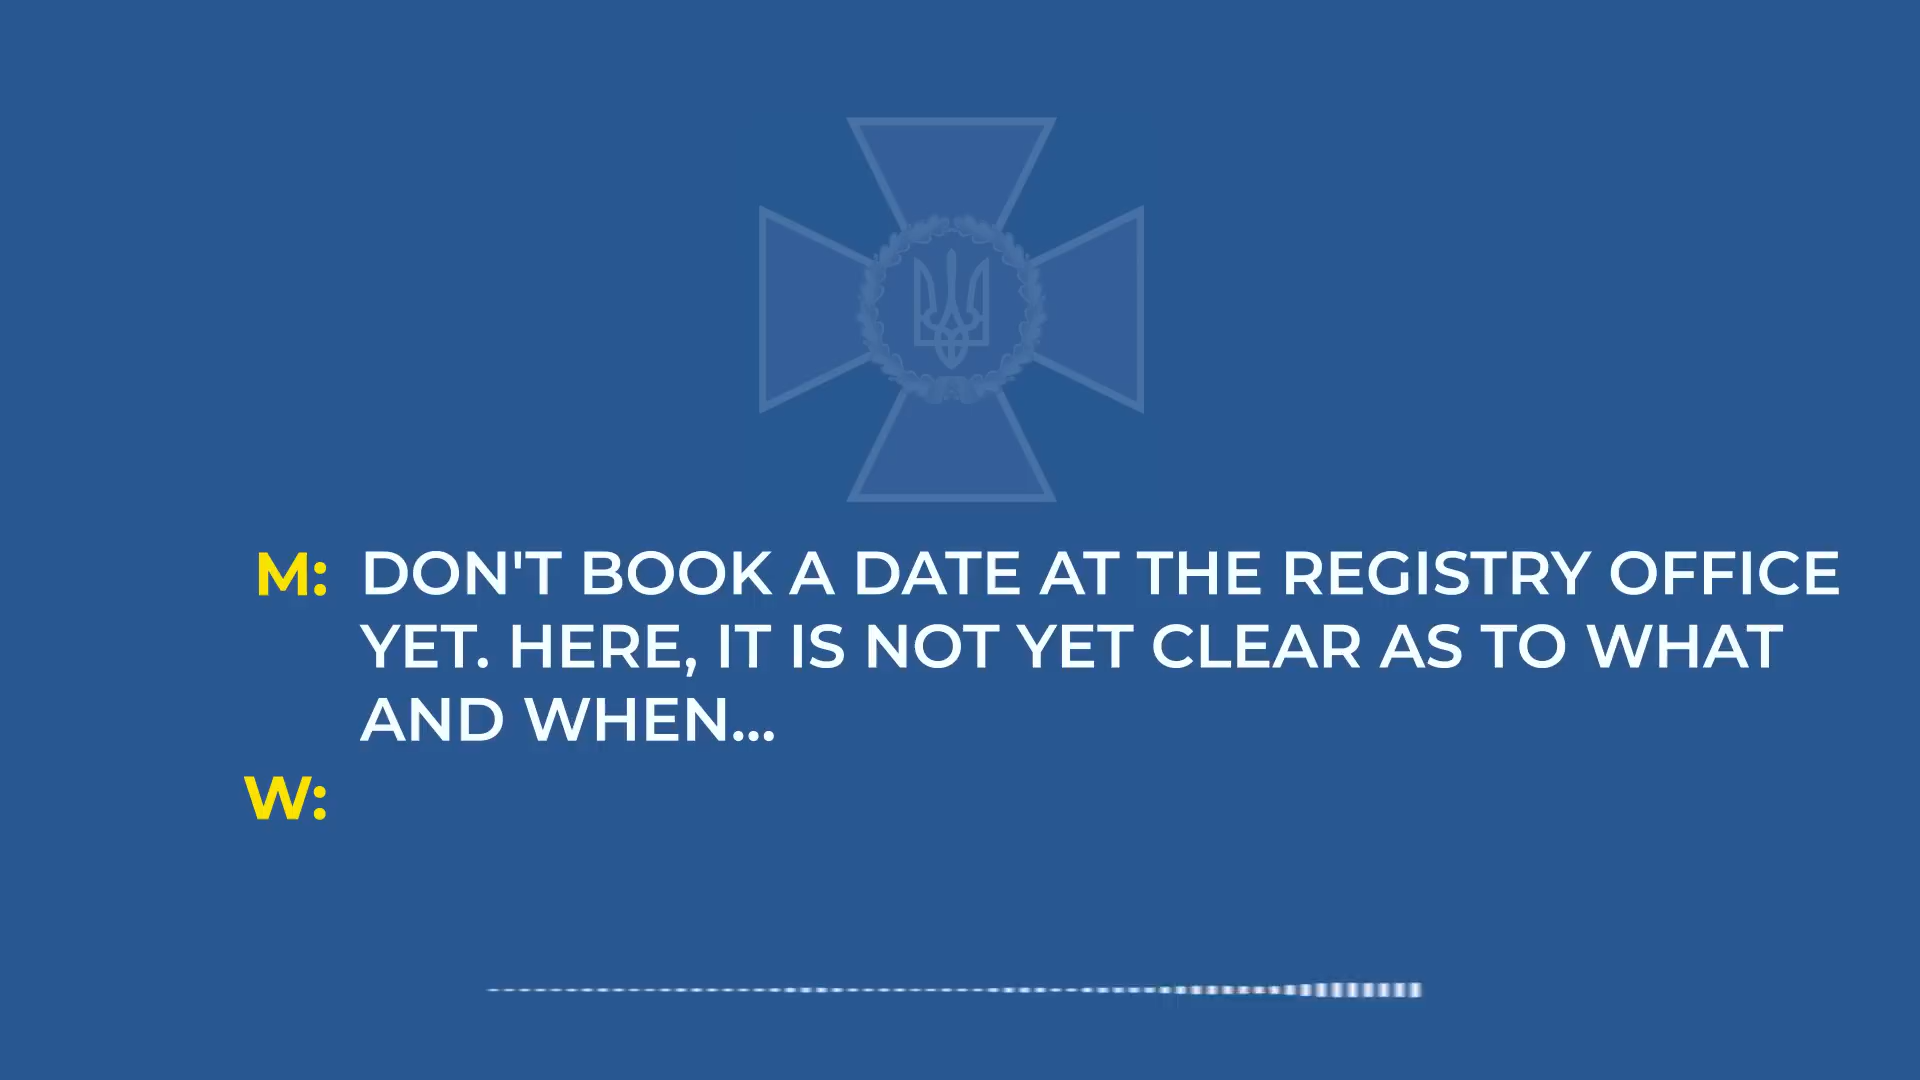 M: DON'T BOOK A DATE AT THE REGISTRY OFFICE
YET. HERE, IT IS NOT YET CLEAR AS TO WHAT
AND WHEN...
W: